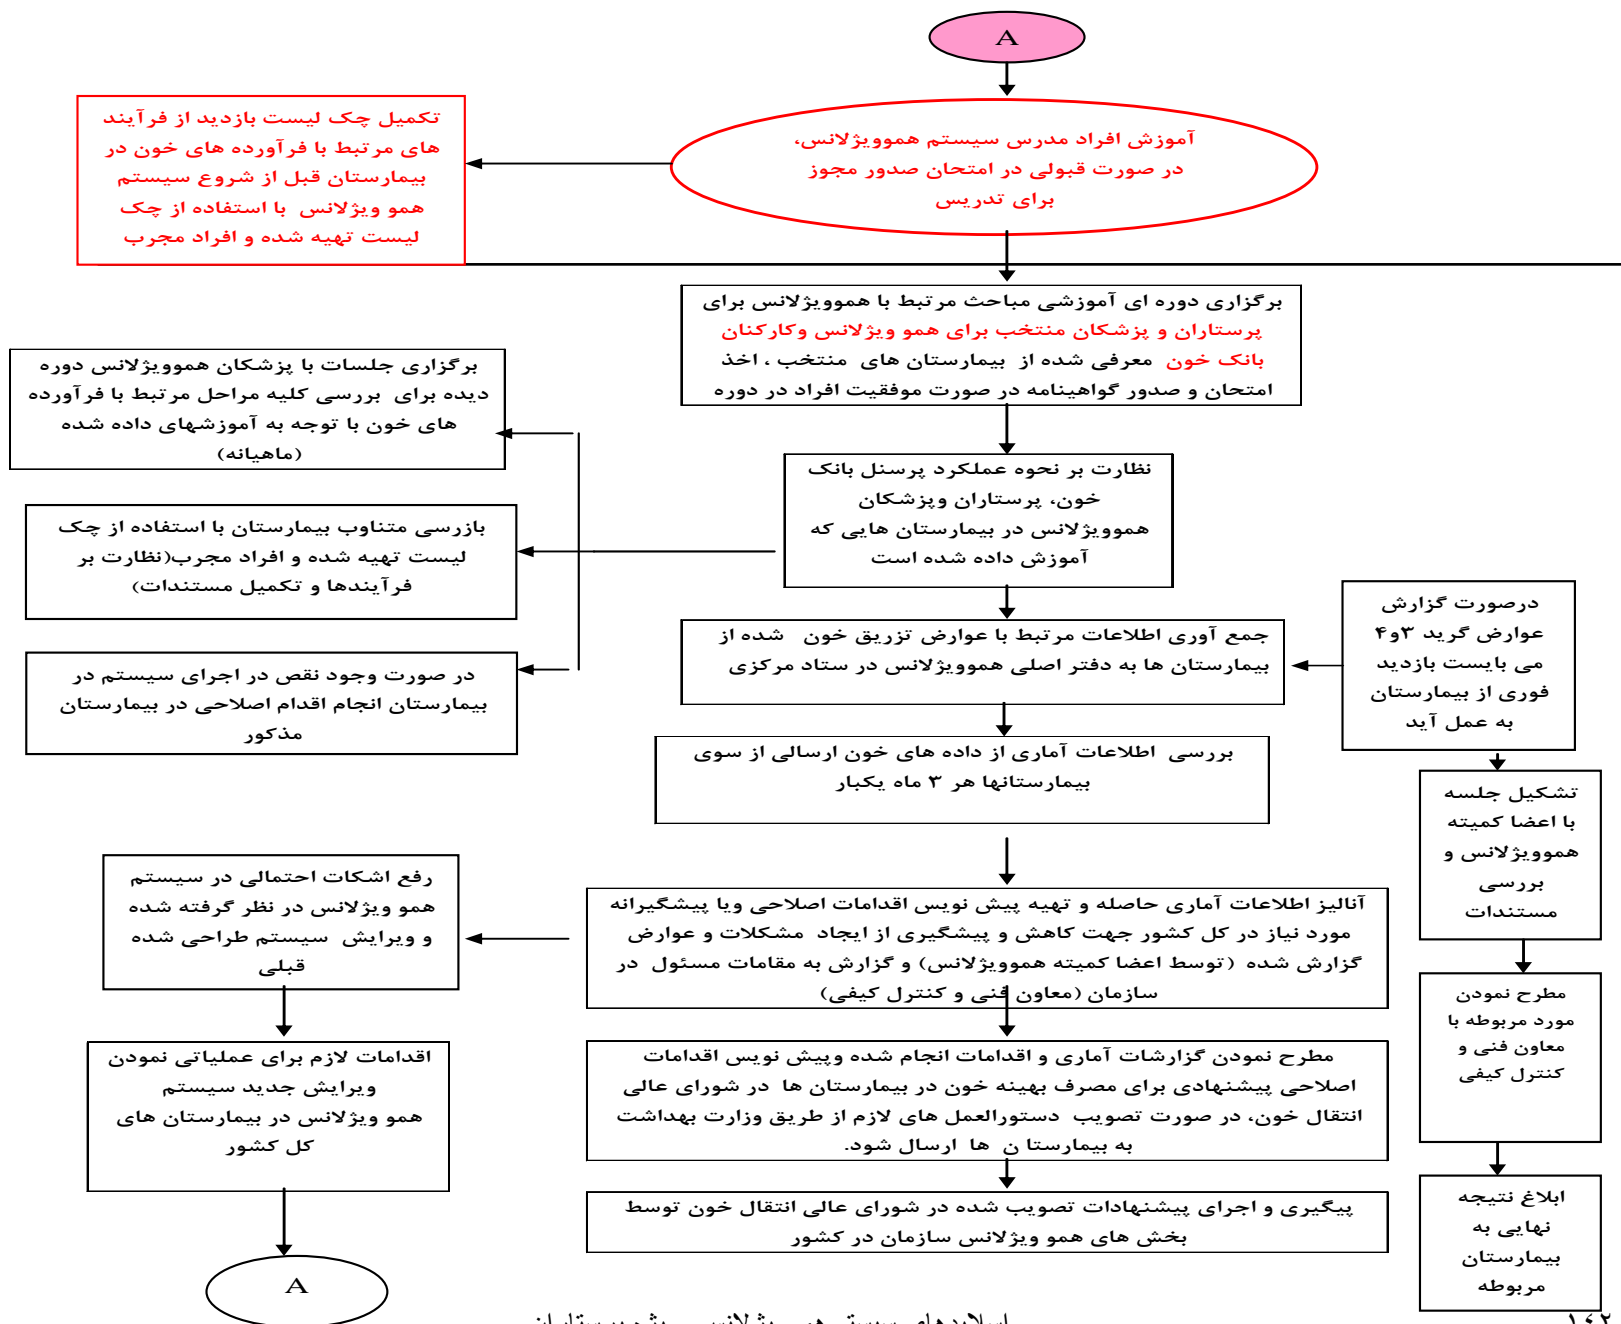 A
آموزش افراد مدرس سیستم هموویژلانس،
در صورت قبولی در امتحان صدور مجوز
برای تدریس
تکمیل چک لیست بازدید از فرآیند
های مرتبط با فرآورده های خون در
بیمارستان قبل از شروع سیستم
همو ویژلانس با استفاده از چک
لیست تهیه شده و افراد مجرب
برگزاری دوره ای آموزشی مباحث مرتبط با هموویژلانس برای
پرستاران و پزشکان منتخب برای همو ویژلانس وکارکنان
بانک خون معرفی شده از بیمارستان های منتخب ، اخذ
امتحان و صدور گواهینامه در صورت موفقیت افراد در دوره
برگزاری جلسات با پزشکان هموویژلانس دوره
دیده برای بررسی کلیه مراحل مرتبط با فرآورده
های خون با توجه به آموزشهای داده شده
(ماهیانه)
نظارت بر نحوه عملکرد پرسنل بانک
خون، پرستاران وپزشکان
هموویژلانس در بیمارستان هایی که
آموزش داده شده است
بازرسی متناوب بیمارستان با استفاده از چک
لیست تهیه شده و افراد مجرب(نظارت بر
فرآیندها و تکمیل مستندات)
درصورت گزارش
عوارض گرید ۳و۴
می بایست بازدید
فوری از بیمارستان
به عمل آید
جمع آوری اطلاعات مرتبط با عوارض تزریق خون شده از
بیمارستان ها به دفتر اصلی هموویژلانس در ستاد مرکزی
در صورت وجود نقص در اجرای سیستم در
بیمارستان انجام اقدام اصلاحی در بیمارستان
مذکور
بررسی اطلاعات آماری از داده های خون ارسالی از سوی
بیمارستانها هر ۳ ماه یکبار
تشکیل جلسه
با اعضا کمیته
هموویژلانس و
بررسی
مستندات
آنالیز اطلاعات آماری حاصله و تهیه پیش نویس اقدامات اصلاحی ویا پیشگیرانه
مورد نیاز در کل کشور جهت کاهش و پیشگیری از ایجاد مشکلات و عوارض
گزارش شده (توسط اعضا کمیته هموویژلانس) و گزارش به مقامات مسئول در
سازمان (معاون فنی و کنترل کیفی)
رفع اشکات احتمالی در سیستم
همو ویژلانس در نظر گرفته شده
و ویرایش سیستم طراحی شده
قبلی
مطرح نمودن
مورد مربوطه با
معاون فنی و
کنترل کیفی
مطرح نمودن گزارشات آماری و اقدامات انجام شده وپیش نویس اقدامات
اصلاحی پیشنهادی برای مصرف بهینه خون در بیمارستان ها در شورای عالی
انتقال خون، در صورت تصویب دستورالعمل های لازم از طریق وزارت بهداشت
به بیمارستا ن ها ارسال شود.
اقدامات لازم برای عملیاتی نمودن
ویرایش جدید سیستم
همو ویژلانس در بیمارستان های
کل کشور
ابلاغ نتیجه
نهایی به
بیمارستان
مربوطه
پیگیری و اجرای پیشنهادات تصویب شده در شورای عالی انتقال خون توسط
بخش های همو ویژلانس سازمان در کشور
A